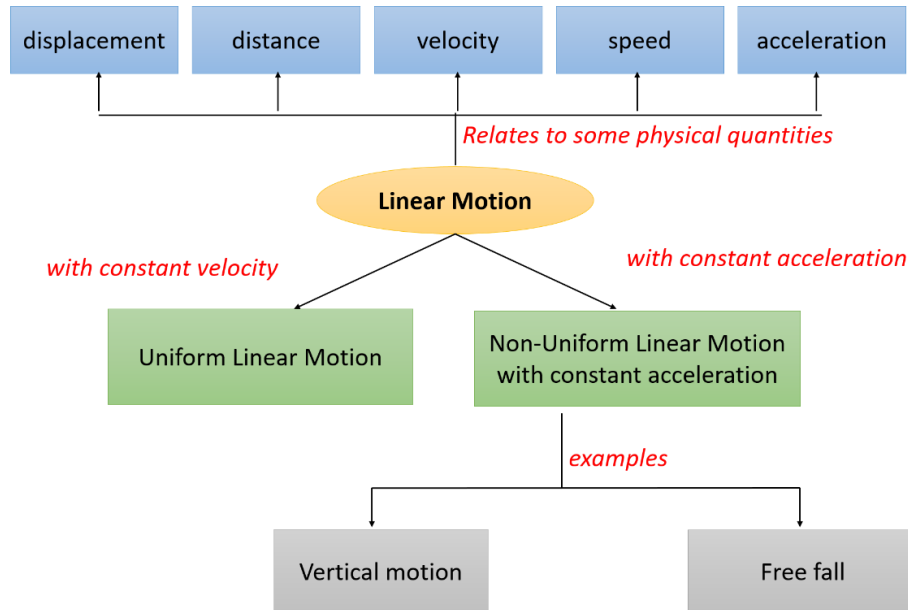 displacement
distance
velocity
speed
acceleration
Relates to some physical quantities
Linear Motion
with constant velocity
with constant acceleration
Uniform Linear Motion
Non-Uniform Linear Motion
with constant acceleration
examples
Vertical motion
Free fall